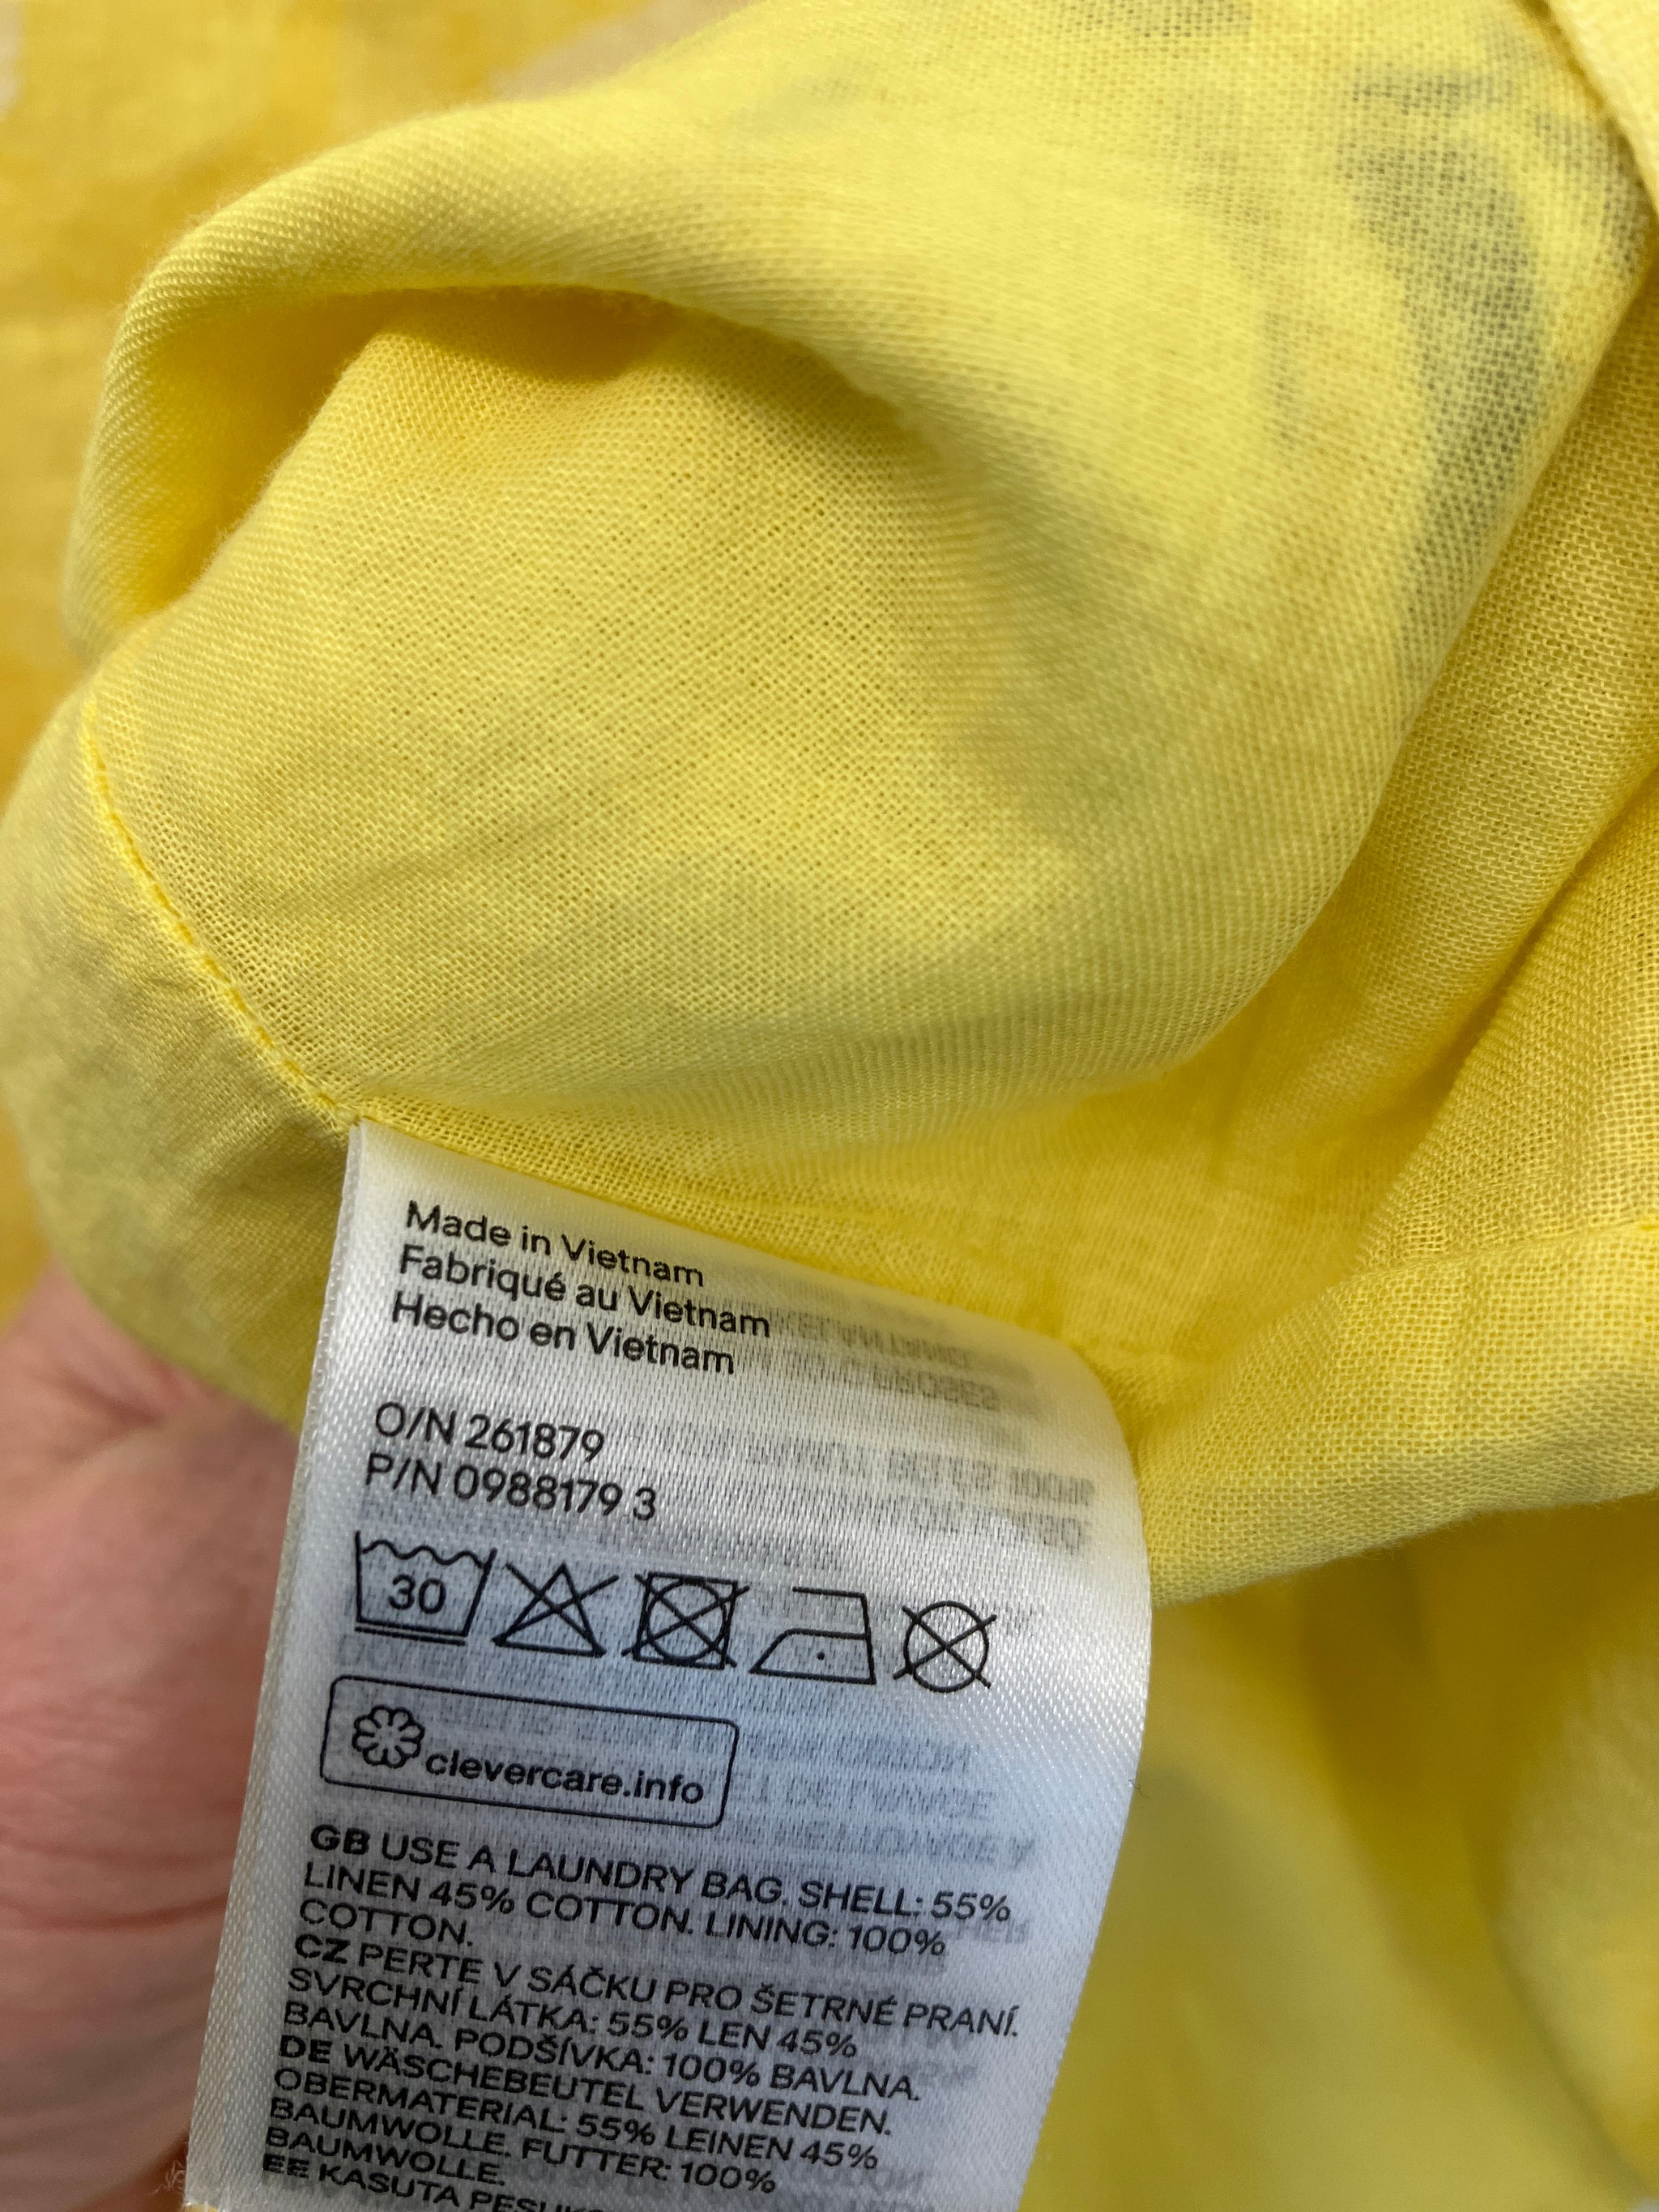 Made in Vietnam
Fabriqué au Vietnam
Hecho en Vietnam
O/N 261879
P/N 0988179 3
30
clevercare.info
GB USE A LAUNDRY BAG. SHELL: 55%
LINEN 45% COTTON. LINING: 100%
COTTON.
CZ PERTE V SÁČKU PRO ŠETRNÉ PRANÍ.
SVRCHNÍ LÁTKA: 55% LEN 45%
BAVLNA. PODŠÍVKA: 100% BAVLNA.
DE WÄSCHEBEUTEL VERWENDEN.
OBERMATERIAL: 55% LEINEN 45%
BAUMWOLLE. FUTTER: 100%
BAUMWOLLE.
EE KASUTA